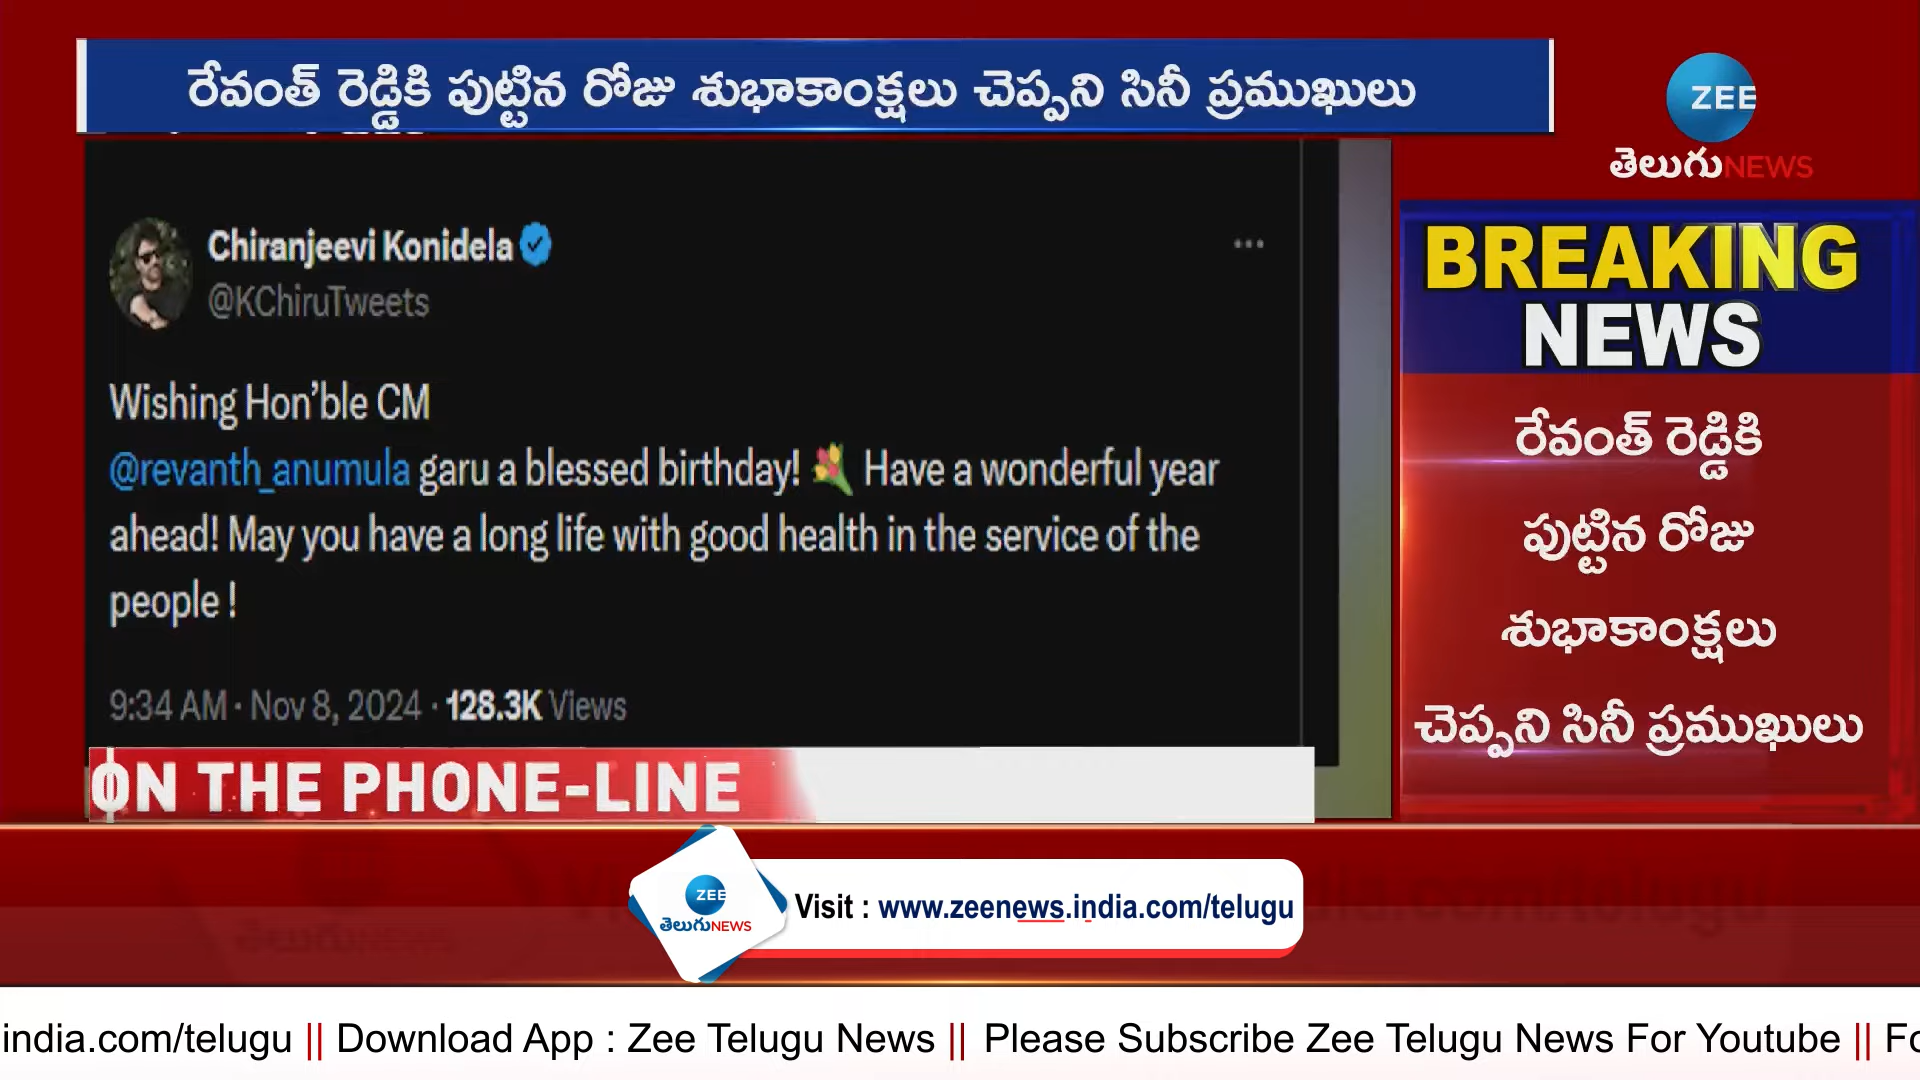 రేవంత్ రెడ్డికి పుట్టిన రోజు శుభాకాంక్షలు చెప్పని సినీ ప్రముఖులు
ZEE
తెలుగు NEWS
Chiranjeevi Konidela
@KChiruTweets
Wishing Hon’ble CM
@revanth_anumula garu a blessed birthday! 💐 Have a wonderful year
ahead! May you have a long life with good health in the service of the
people !
9:34 AM · Nov 8, 2024 · 128.3K Views
ON THE PHONE-LINE
BREAKING
NEWS
రేవంత్ రెడ్డికి
పుట్టిన రోజు
శుభాకాంక్షలు
చెప్పని సినీ ప్రముఖులు
ZEE
తెలుగు NEWS
Visit : www.zeenews.india.com/telugu
india.com/telugu || Download App : Zee Telugu News || Please Subscribe Zee Telugu News For Youtube || Fo